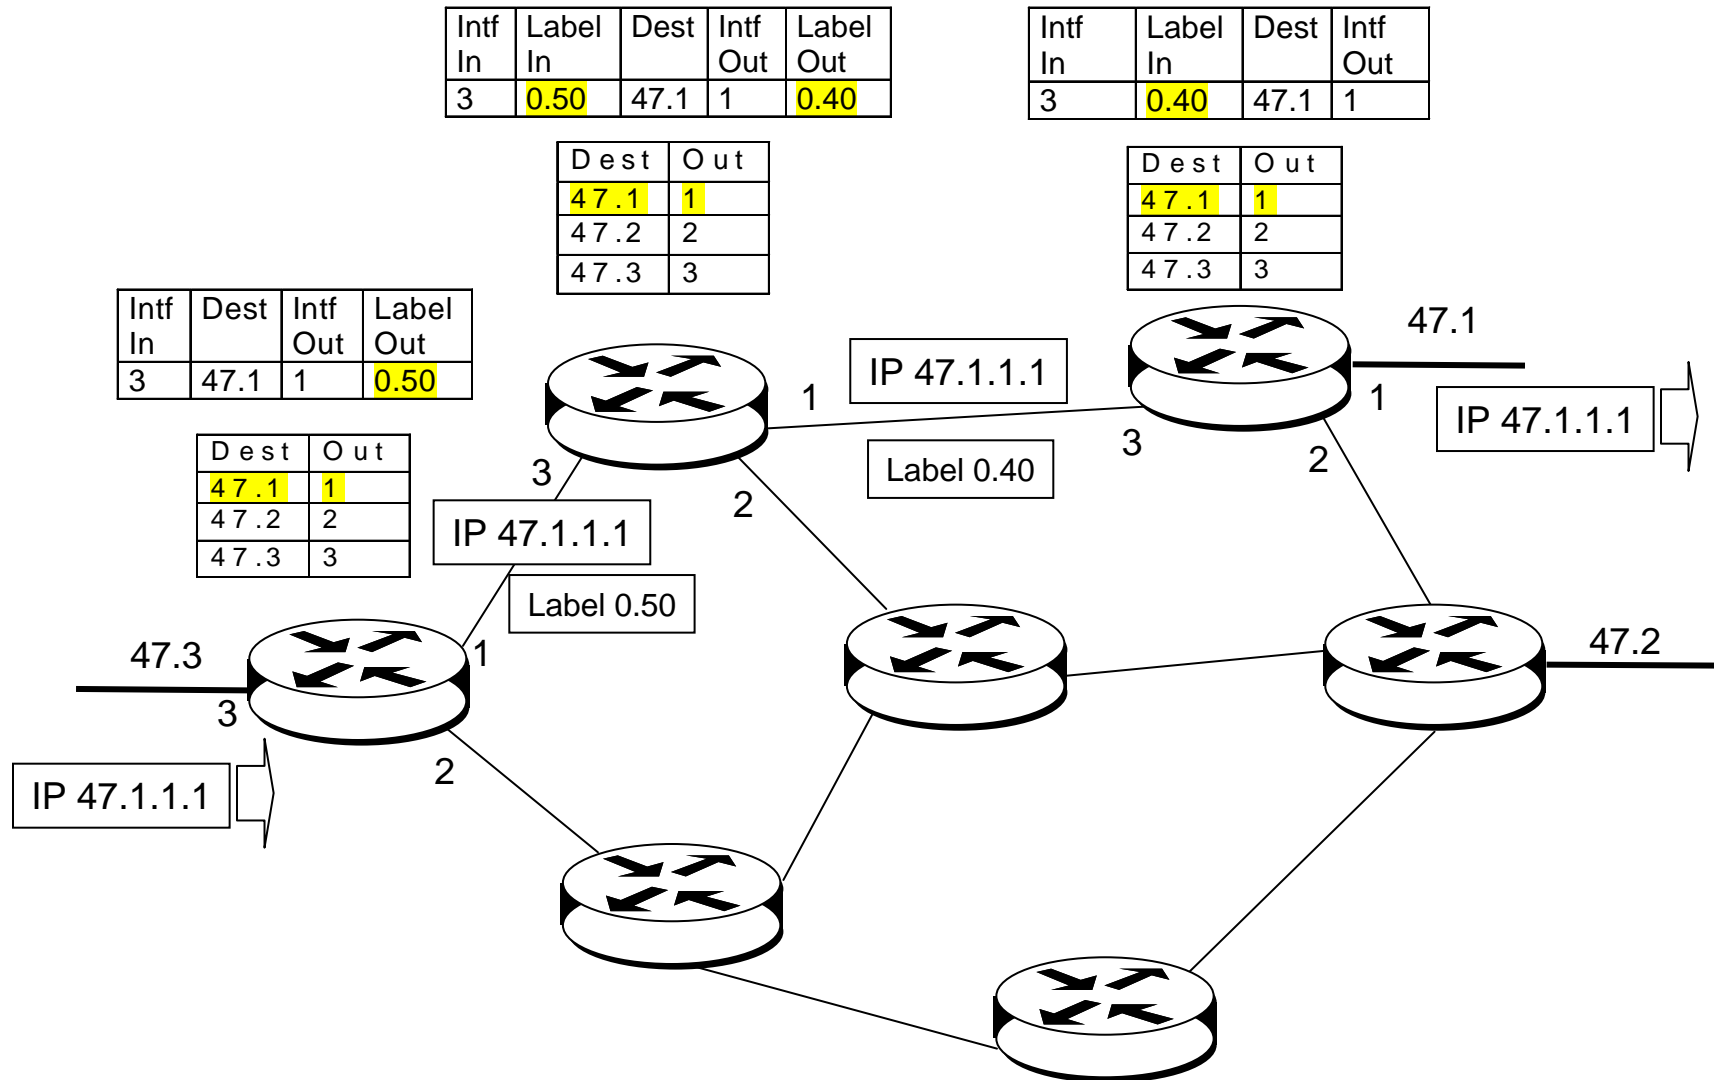 Intf In Label In Dest Intf Out Label Out
3 0.50 47.1 1 0.40
Intf In Label In Dest Intf Out
3 0.40 47.1 1
Dest Out
47.1 1
47.2 2
47.3 3
Dest Out
47.1 1
47.2 2
47.3 3
Intf In Dest Intf Out Label Out
3 47.1 1 0.50
Dest Out
47.1 1
47.2 2
47.3 3
47.1
IP 47.1.1.1
1
1
IP 47.1.1.1
3
2
3
2
Label 0.40
IP 47.1.1.1
Label 0.50
47.3
1
47.2
3
2
IP 47.1.1.1